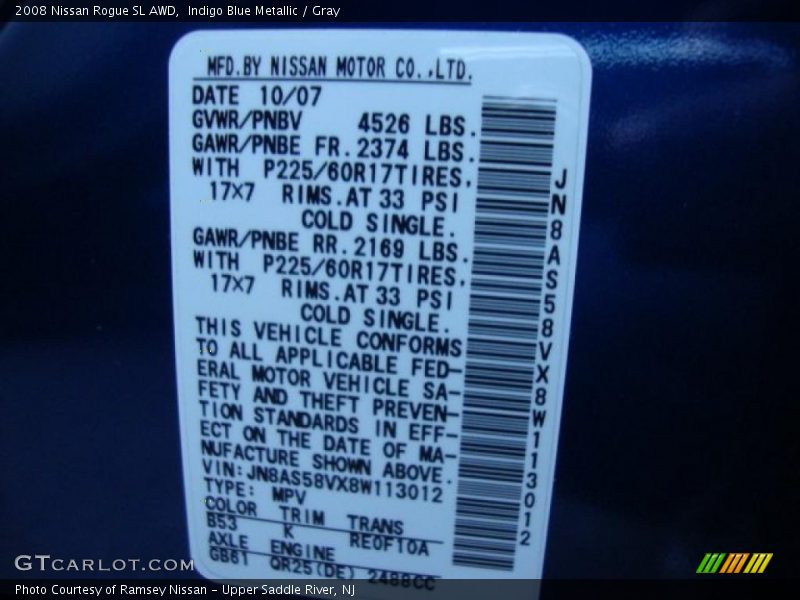 2008 Nissan Rogue SL AWD,  Indigo Blue Metallic / Gray
MFD.BY NISSAN MOTOR CO.,LTD.
DATE 10/07
GVWR/PNBV 4526 LBS.
GAWR/PNBE FR.2374 LBS.
WITH P225/60R17TIRES,
17X7 RIMS.AT 33 PSI
COLD SINGLE.
GAWR/PNBE RR.2169 LBS.
WITH P225/60R17TIRES,
17X7 RIMS.AT 33 PSI
COLD SINGLE.
THIS VEHICLE CONFORMS
TO ALL APPLICABLE FED-
ERAL MOTOR VEHICLE SA-
FETY AND THEFT PREVEN-
TION STANDARDS IN EFF-
ECT ON THE DATE OF MA-
NUFACTURE SHOWN ABOVE.
VIN:JN8AS58VX8W113012
TYPE: MPV
COLOR TRIM TRANS
B53 K RE0F10A
AXLE ENGINE
GB61 QR25(DE) 2488CC
JN8AS58VX8W113012
GTCARLOT.COM
Photo Courtesy of Ramsey Nissan - Upper Saddle River, NJ